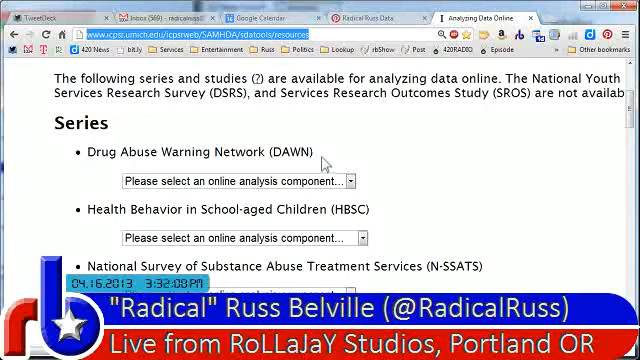 TweetDeck
Inbox (569) - radicalruss
Google Calendar
Radical Russ Data
Analyzing Data Online
www.icpsr.umich.edu/icpsrweb/SAMHDA/sdatools/resources
420 News
bit.ly
Stations
Russ
Politics
Lookup
rbShow
Post
420RADIO
Effect
Other bookmarks
The following series and studies (?) are available for analyzing data online. The National Youth
Services Research Survey (DSRS), and Services Research Outcomes Study (SROS) are not availab
Series
• Drug Abuse Warning Network (DAWN)
Please select an online analysis component...
• Health Behavior in School-aged Children (HBSC)
Please select an online analysis component...
• National Survey of Substance Abuse Treatment Services (N-SSATS)
04.16.2013 3:32:08 PM
"Radical" Russ Belville (@RadicalRuss)
Live from RoLLaJaY Studios, Portland OR